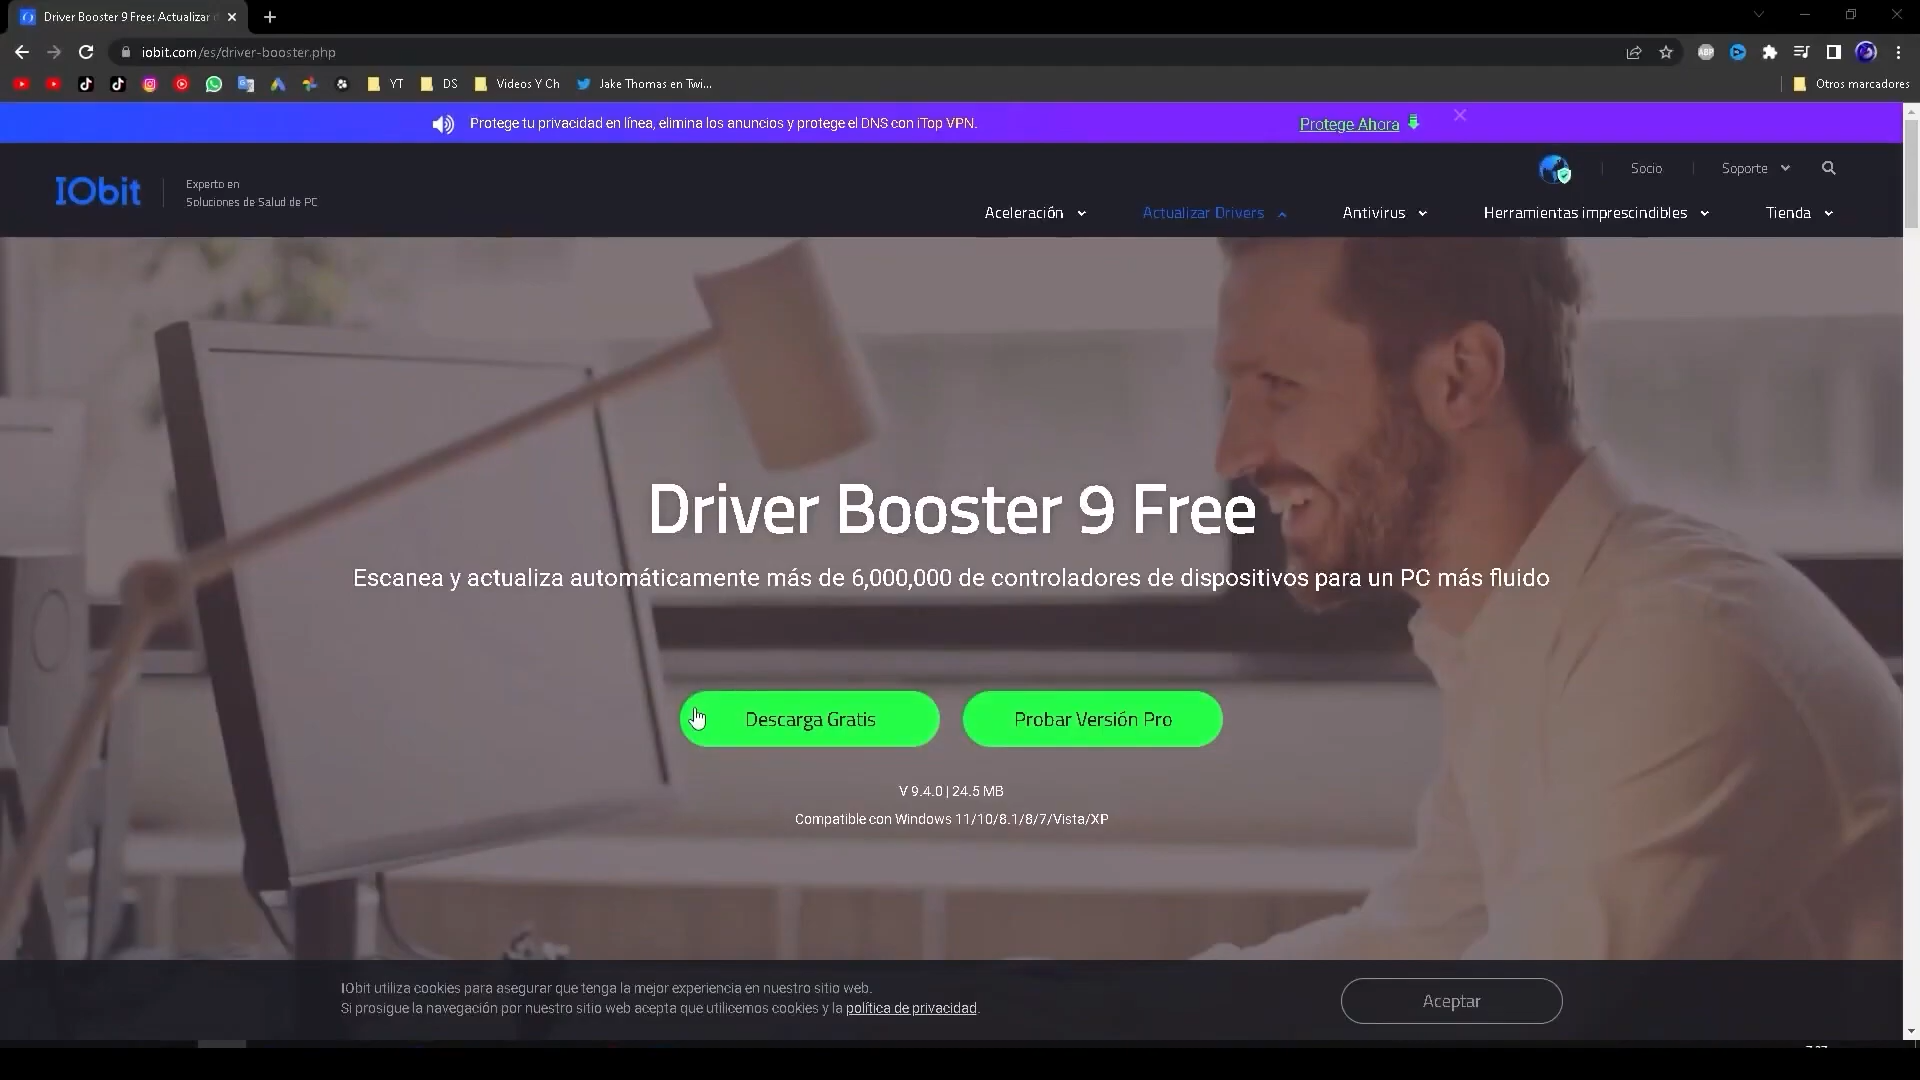 Driver Booster 9 Free: Actualizar
iobit.com/es/driver-booster.php
ABP
YT
DS
Videos Y Ch
Jake Thomas en Twi...
Otros marcadores
Protege tu privacidad en línea, elimina los anuncios y protege el DNS con iTop VPN.
Protege Ahora
IObit
Experto en
Soluciones de Salud de PC
Socio
Soporte
Aceleración
Actualizar Drivers
Antivirus
Herramientas imprescindibles
Tienda
Driver Booster 9 Free
Escanea y actualiza automáticamente más de 6,000,000 de controladores de dispositivos para un PC más fluido
Descarga Gratis
Probar Versión Pro
V 9.4.0 | 24.5 MB
Compatible con Windows 11/10/8.1/8/7/Vista/XP
IObit utiliza cookies para asegurar que tenga la mejor experiencia en nuestro sitio web.
Si prosigue la navegación por nuestro sitio web acepta que utilicemos cookies y la política de privacidad.
Aceptar